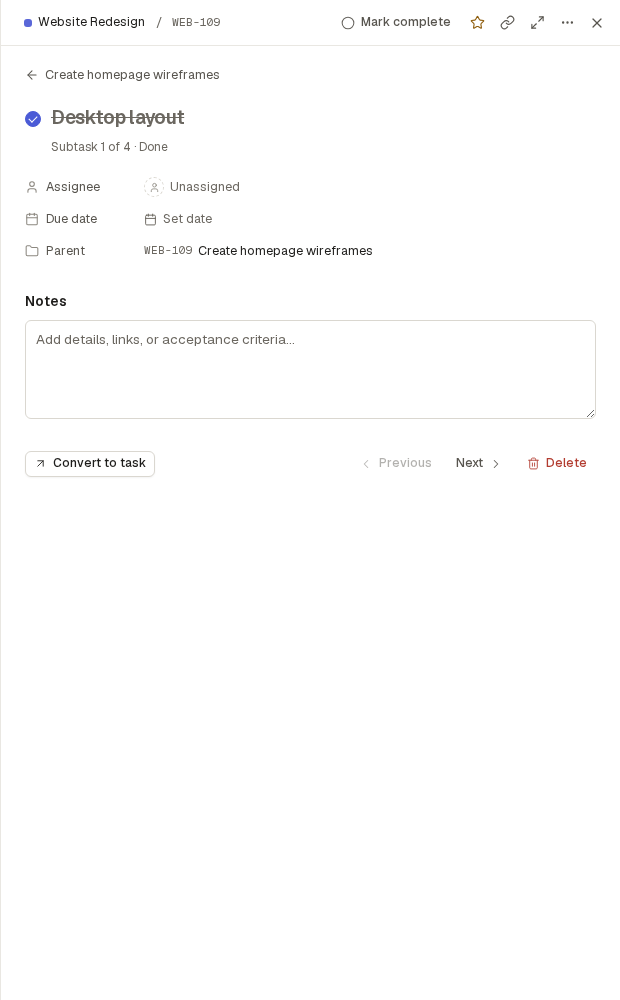 Website Redesign / WEB-109 Mark complete
Create homepage wireframes
Desktop layout
Subtask 1 of 4 · Done
Assignee Unassigned
Due date Set date
Parent WEB-109 Create homepage wireframes
Notes
Add details, links, or acceptance criteria...
Convert to task Previous Next Delete